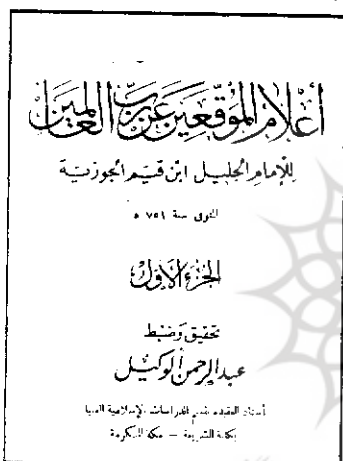 أعلام الموقعين عن رب العالمين
للإمام الجليل ابن قيم الجوزية
المتوفى سنة ٧٥١ ه
الجزء الأول
تحقيق وضبط
عبد الرحمن الوكيل
أستاذ العقيدة بقسم الدراسات الإسلامية العليا
بكلية الشريعة – مكة المكرمة